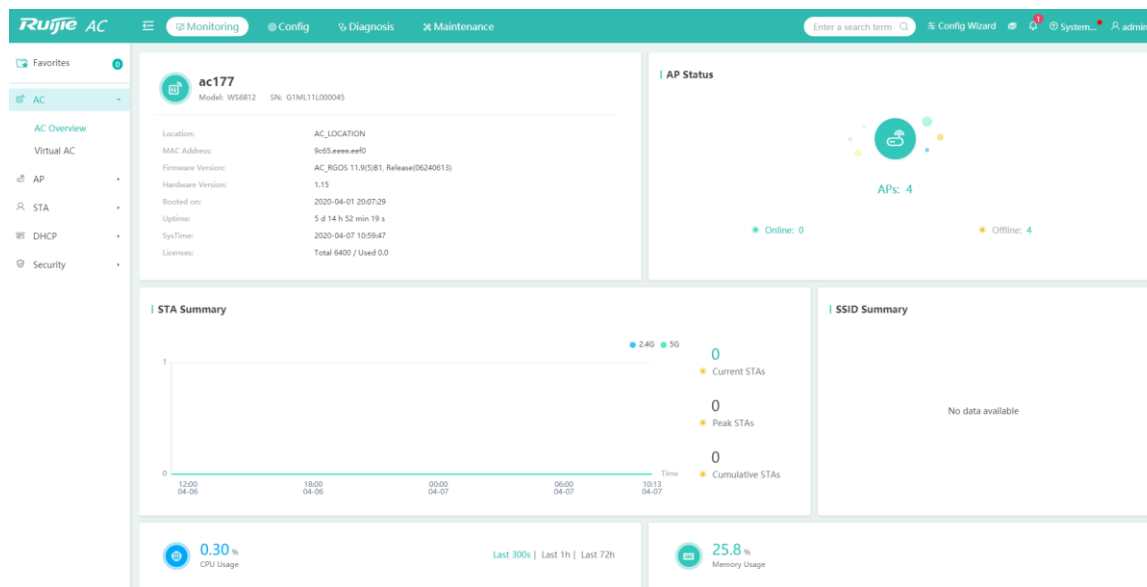 Ruijie AC
Monitoring
Config
Diagnosis
Maintenance
Enter a search term
Config Wizard
1
System...
admin
Favorites
0
AC
AC Overview
Virtual AC
AP
STA
DHCP
Security
ac177
Model: WS6812 SN: G1ML11L000045
Location: AC_LOCATION
MAC Address: 9c65.eeee.eef0
Firmware Version: AC_RGOS 11.9(5)B1, Release(06240613)
Hardware Version: 1.15
Booted on: 2020-04-01 20:07:29
Uptime: 5 d 14 h 52 min 19 s
SysTime: 2020-04-07 10:59:47
Licenses: Total 6400 / Used 0.0
AP Status
APs: 4
Online: 0
Offline: 4
STA Summary
2.4G 5G
1
0
Time
12:00 18:00 00:00 06:00 10:13
04-06 04-06 04-07 04-07 04-07
0
Current STAs
0
Peak STAs
0
Cumulative STAs
SSID Summary
No data available
0.30 %
CPU Usage
Last 300s | Last 1h | Last 72h
25.8 %
Memory Usage